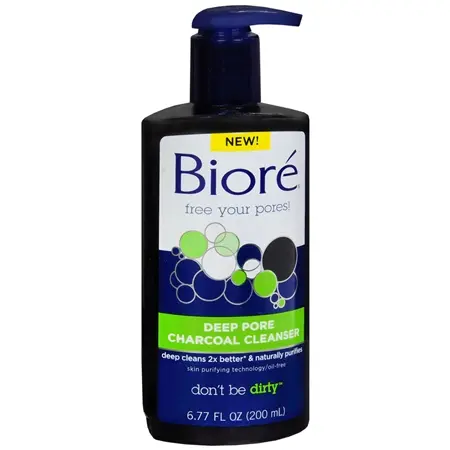 NEW!
Bioré
free your pores!
DEEP PORE
CHARCOAL CLEANSER
deep cleans 2x better* & naturally purifies
skin purifying technology/oil-free
don't be dirty™
6.77 FL OZ (200 mL)